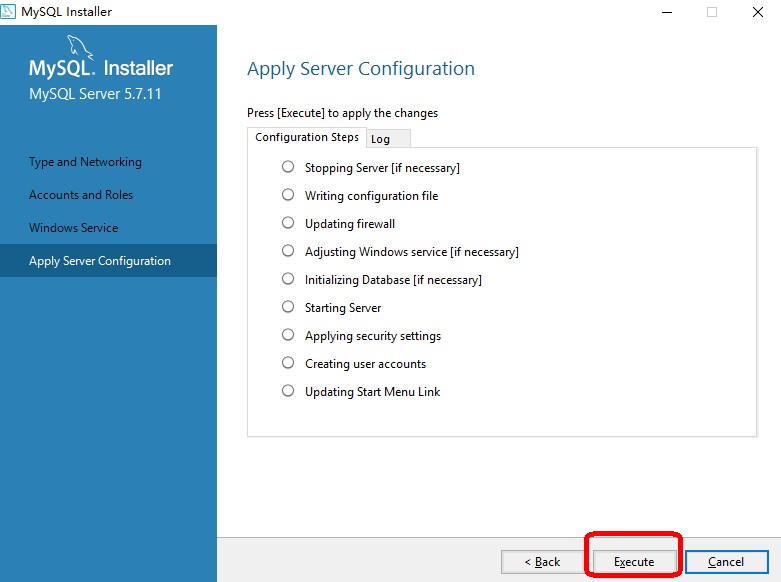 MySQL Installer
MySQL. Installer
MySQL Server 5.7.11
Type and Networking
Accounts and Roles
Windows Service
Apply Server Configuration
Apply Server Configuration
Press [Execute] to apply the changes
Configuration Steps Log
Stopping Server [if necessary]
Writing configuration file
Updating firewall
Adjusting Windows service [if necessary]
Initializing Database [if necessary]
Starting Server
Applying security settings
Creating user accounts
Updating Start Menu Link
< Back Execute Cancel